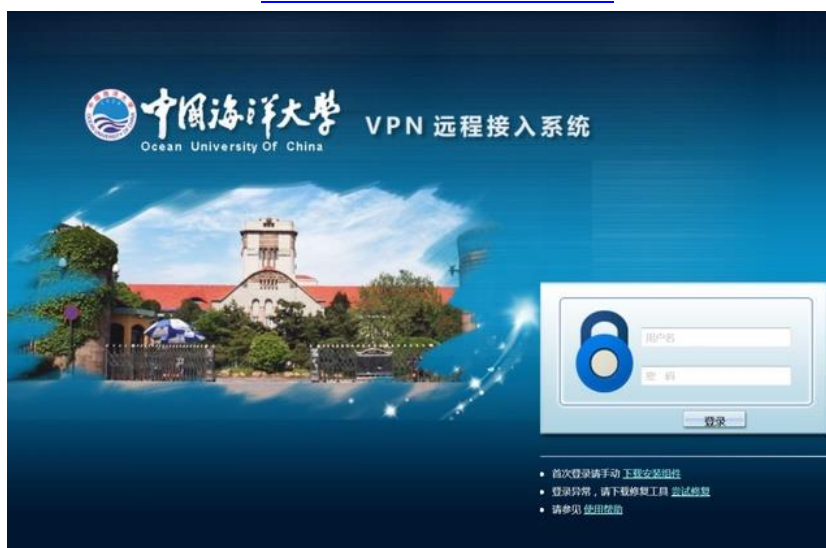 中国海洋大学
Ocean University Of China
VPN 远程接入系统
用户名
密 码
登录
首次登录请手动 下载安装组件
登录异常，请下载修复工具 尝试修复
请参见 使用帮助